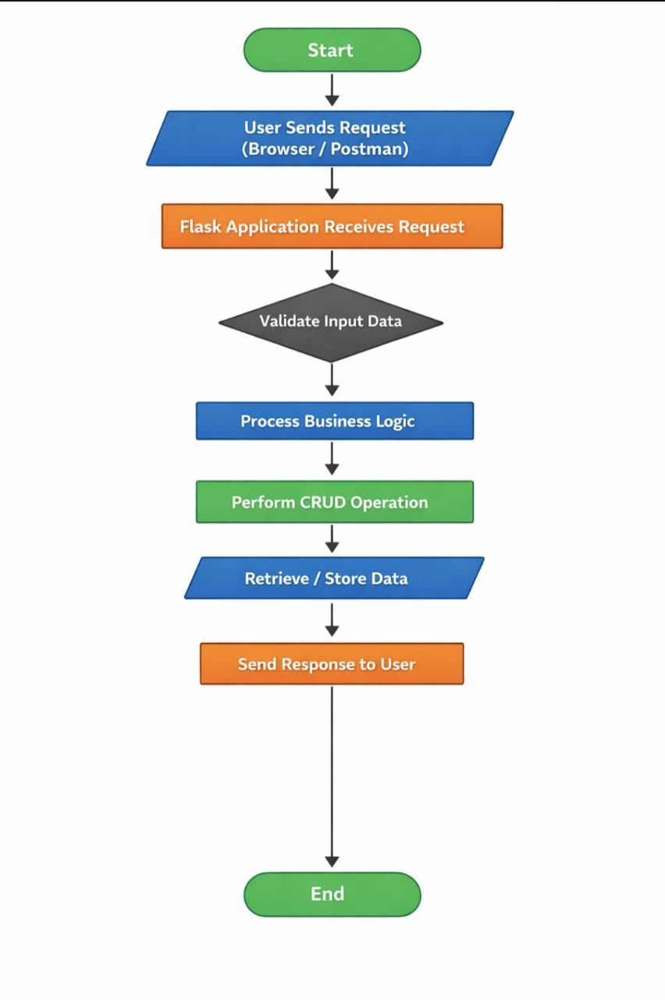 Start
User Sends Request
(Browser / Postman)
Flask Application Receives Request
Validate Input Data
Process Business Logic
Perform CRUD Operation
Retrieve / Store Data
Send Response to User
End